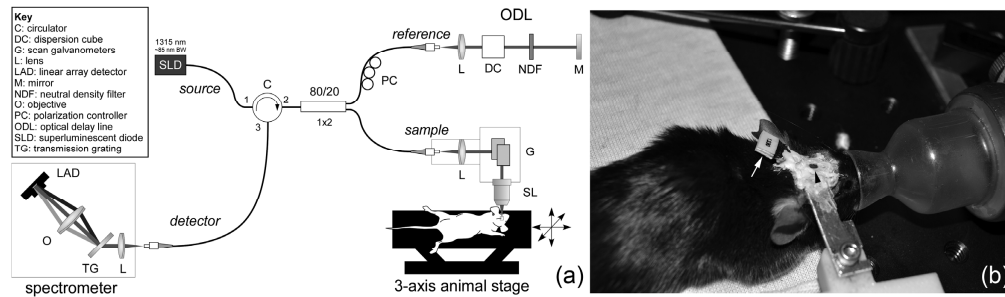 Key
C: circulator
DC: dispersion cube
G: scan galvanometers
L: lens
LAD: linear array detector
M: mirror
NDF: neutral density filter
O: objective
PC: polarization controller
ODL: optical delay line
SLD: superluminescent diode
TG: transmission grating
1315 nm
~85 nm BW
SLD
source
C
1
2
3
80/20
1x2
PC
reference
ODL
L
DC
NDF
M
sample
L
G
SL
3-axis animal stage
(a)
LAD
O
TG
L
detector
spectrometer
(b)